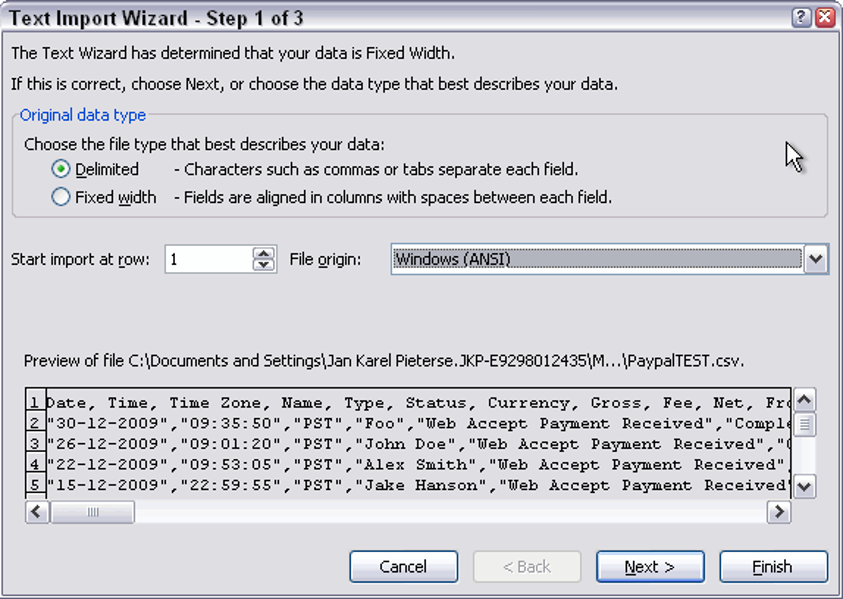 Text Import Wizard - Step 1 of 3
The Text Wizard has determined that your data is Fixed Width.
If this is correct, choose Next, or choose the data type that best describes your data.
Original data type
Choose the file type that best describes your data:
Delimited - Characters such as commas or tabs separate each field.
Fixed width - Fields are aligned in columns with spaces between each field.
Start import at row: 1 File origin: Windows (ANSI)
Preview of file C:\Documents and Settings\Jan Karel Pieterse.JKP-E9298012435\M...\PaypalTEST.csv.
1 Date, Time, Time Zone, Name, Type, Status, Currency, Gross, Fee, Net, Fro
2 "30-12-2009","09:35:50","PST","Foo","Web Accept Payment Received","Comple
3 "26-12-2009","09:01:20","PST","John Doe","Web Accept Payment Received","
4 "22-12-2009","09:53:05","PST","Alex Smith","Web Accept Payment Received",
5 "15-12-2009","22:59:55","PST","Jake Hanson","Web Accept Payment Received"
Cancel < Back Next > Finish